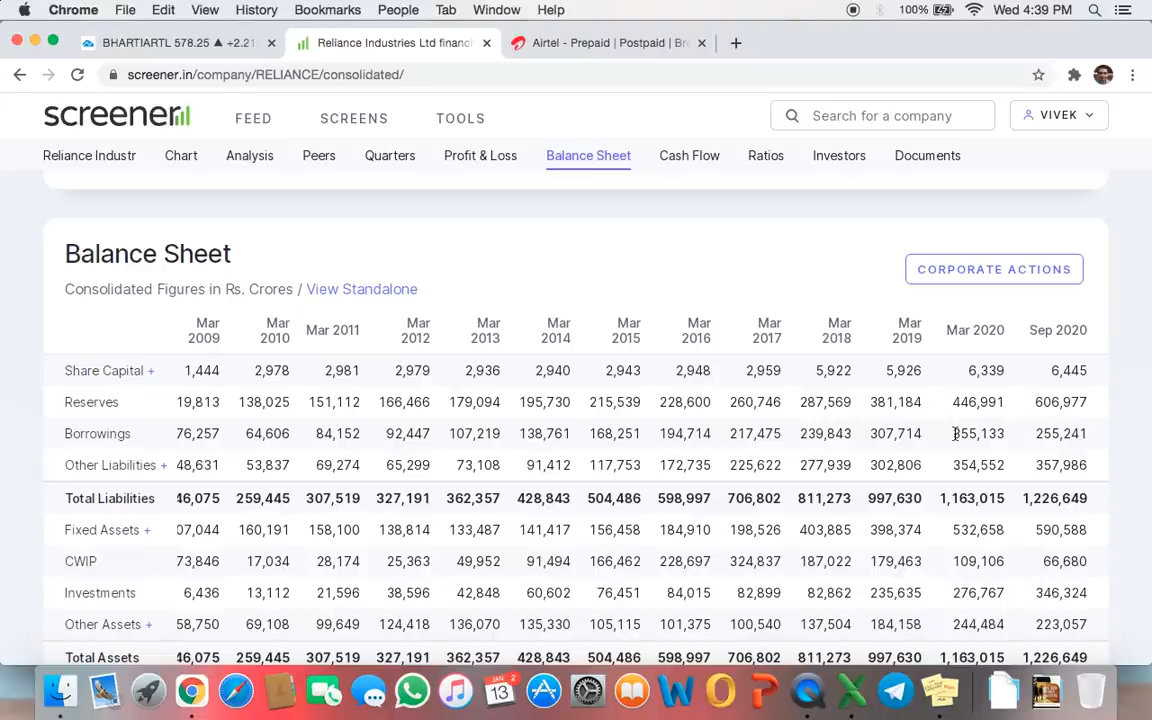 Chrome File Edit View History Bookmarks People Tab Window Help 100% Wed 4:39 PM
BHARTIARTL 578.25 ▲ +2.21 Reliance Industries Ltd financ Airtel - Prepaid | Postpaid | Br
screener.in/company/RELIANCE/consolidated/
screener FEED SCREENS TOOLS Search for a company VIVEK
Reliance Industr Chart Analysis Peers Quarters Profit & Loss Balance Sheet Cash Flow Ratios Investors Documents
Balance Sheet
CORPORATE ACTIONS
Consolidated Figures in Rs. Crores / View Standalone
Mar 2009 Mar 2010 Mar 2011 Mar 2012 Mar 2013 Mar 2014 Mar 2015 Mar 2016 Mar 2017 Mar 2018 Mar 2019 Mar 2020 Sep 2020
Share Capital + 1,444 2,978 2,981 2,979 2,936 2,940 2,943 2,948 2,959 5,922 5,926 6,339 6,445
Reserves 19,813 138,025 151,112 166,466 179,094 195,730 215,539 228,600 260,746 287,569 381,184 446,991 606,977
Borrowings 76,257 64,606 84,152 92,447 107,219 138,761 168,251 194,714 217,475 239,843 307,714 355,133 255,241
Other Liabilities + 48,631 53,837 69,274 65,299 73,108 91,412 117,753 172,735 225,622 277,939 302,806 354,552 357,986
Total Liabilities 46,075 259,445 307,519 327,191 362,357 428,843 504,486 598,997 706,802 811,273 997,630 1,163,015 1,226,649
Fixed Assets + 07,044 160,191 158,100 138,814 133,487 141,417 156,458 184,910 198,526 403,885 398,374 532,658 590,588
CWIP 73,846 17,034 28,174 25,363 49,952 91,494 166,462 228,697 324,837 187,022 179,463 109,106 66,680
Investments 6,436 13,112 21,596 38,596 42,848 60,602 76,451 84,015 82,899 82,862 235,635 276,767 346,324
Other Assets + 58,750 69,108 99,649 124,418 136,070 135,330 105,115 101,375 100,540 137,504 184,158 244,484 223,057
Total Assets 46,075 259,445 307,519 327,191 362,357 428,843 504,486 598,997 706,802 811,273 997,630 1,163,015 1,226,649
JAN 13 2